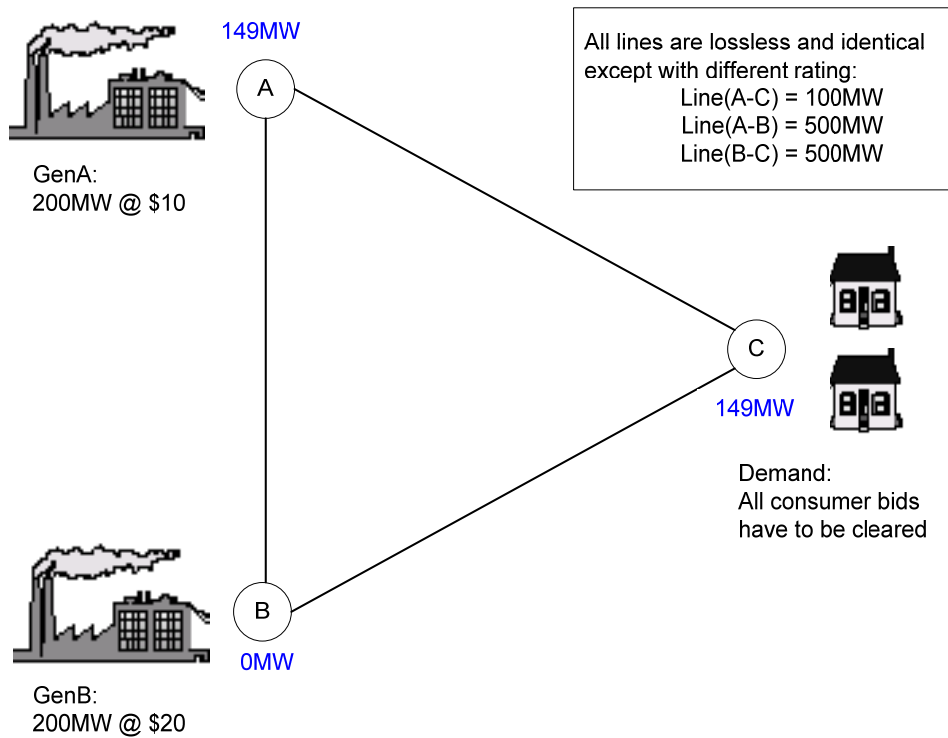 149MW
All lines are lossless and identical
except with different rating:
Line(A-C) = 100MW
Line(A-B) = 500MW
Line(B-C) = 500MW
A
GenA:
200MW @ $10
C
149MW
Demand:
All consumer bids
have to be cleared
B
0MW
GenB:
200MW @ $20